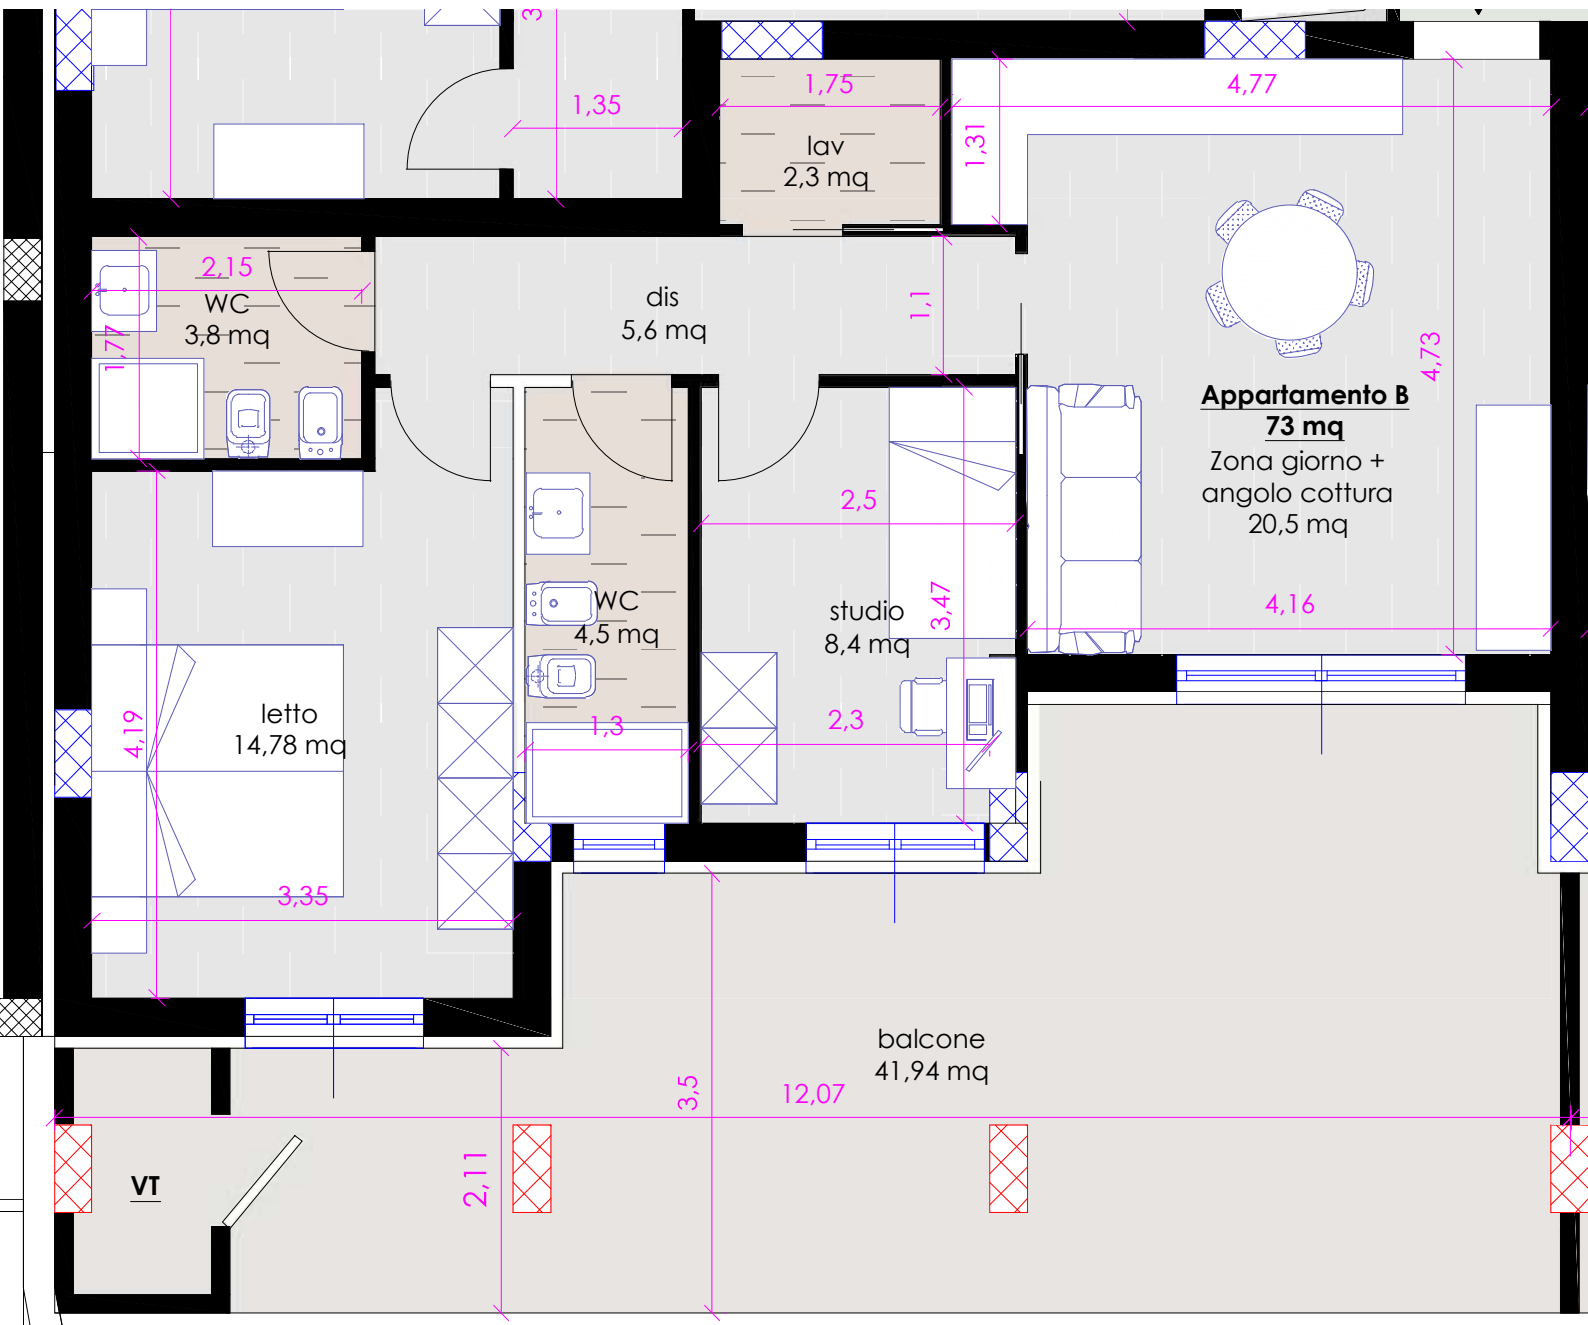 3
1,35
1,75
4,77
lav
2,3 mq
1,31
2,15
WC
3,8 mq
1,77
dis
5,6 mq
1,1
4,73
Appartamento B
73 mq
Zona giorno +
angolo cottura
20,5 mq
2,5
3,47
4,16
WC
4,5 mq
studio
8,4 mq
letto
14,78 mq
4,19
1,3
2,3
3,35
balcone
41,94 mq
3,5
12,07
2,11
VT